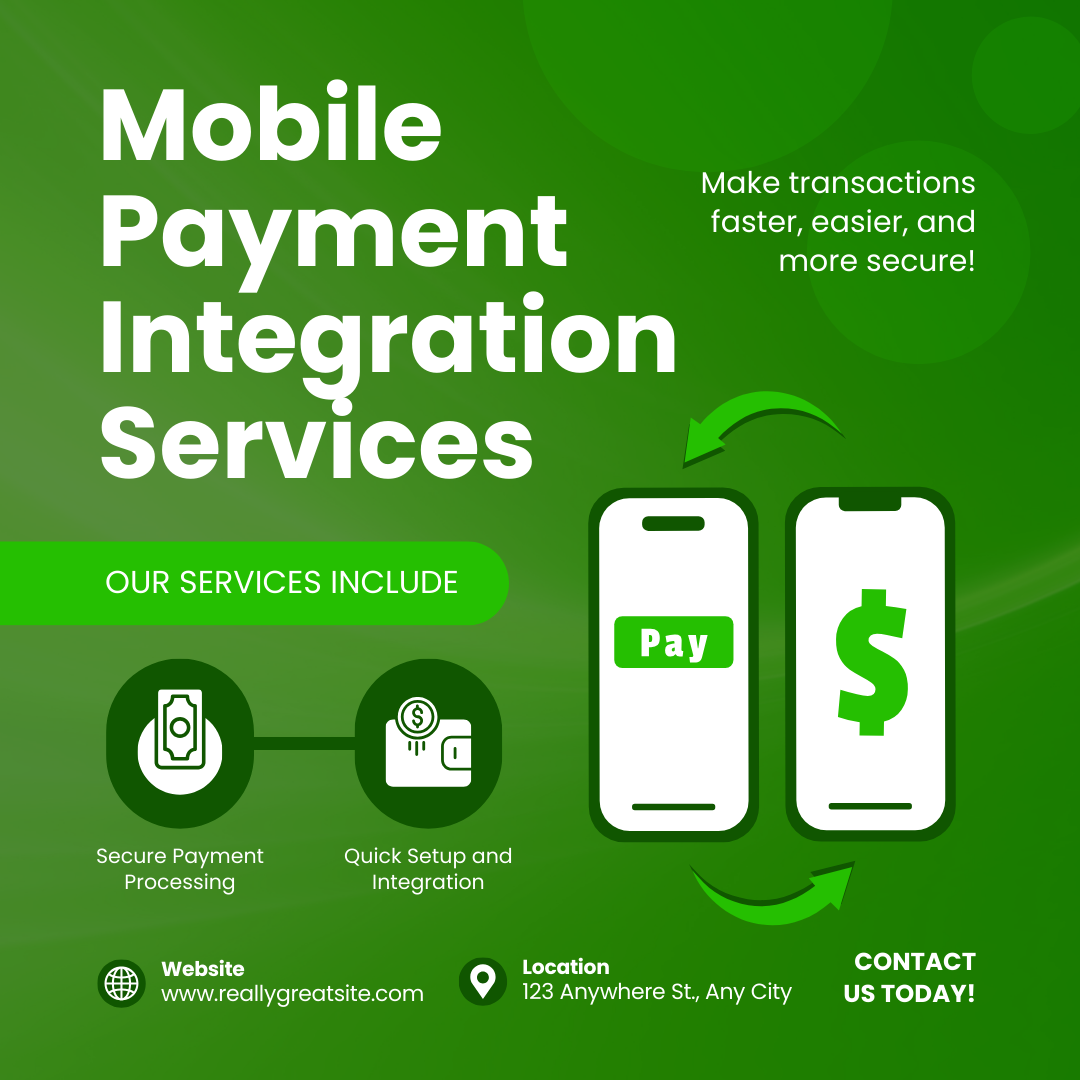 Mobile
Payment
Integration
Services
Make transactions
faster, easier, and
more secure!
OUR SERVICES INCLUDE
Pay
$
$
Secure Payment
Processing
Quick Setup and
Integration
Website
www.reallygreatsite.com
Location
123 Anywhere St., Any City
CONTACT
US TODAY!